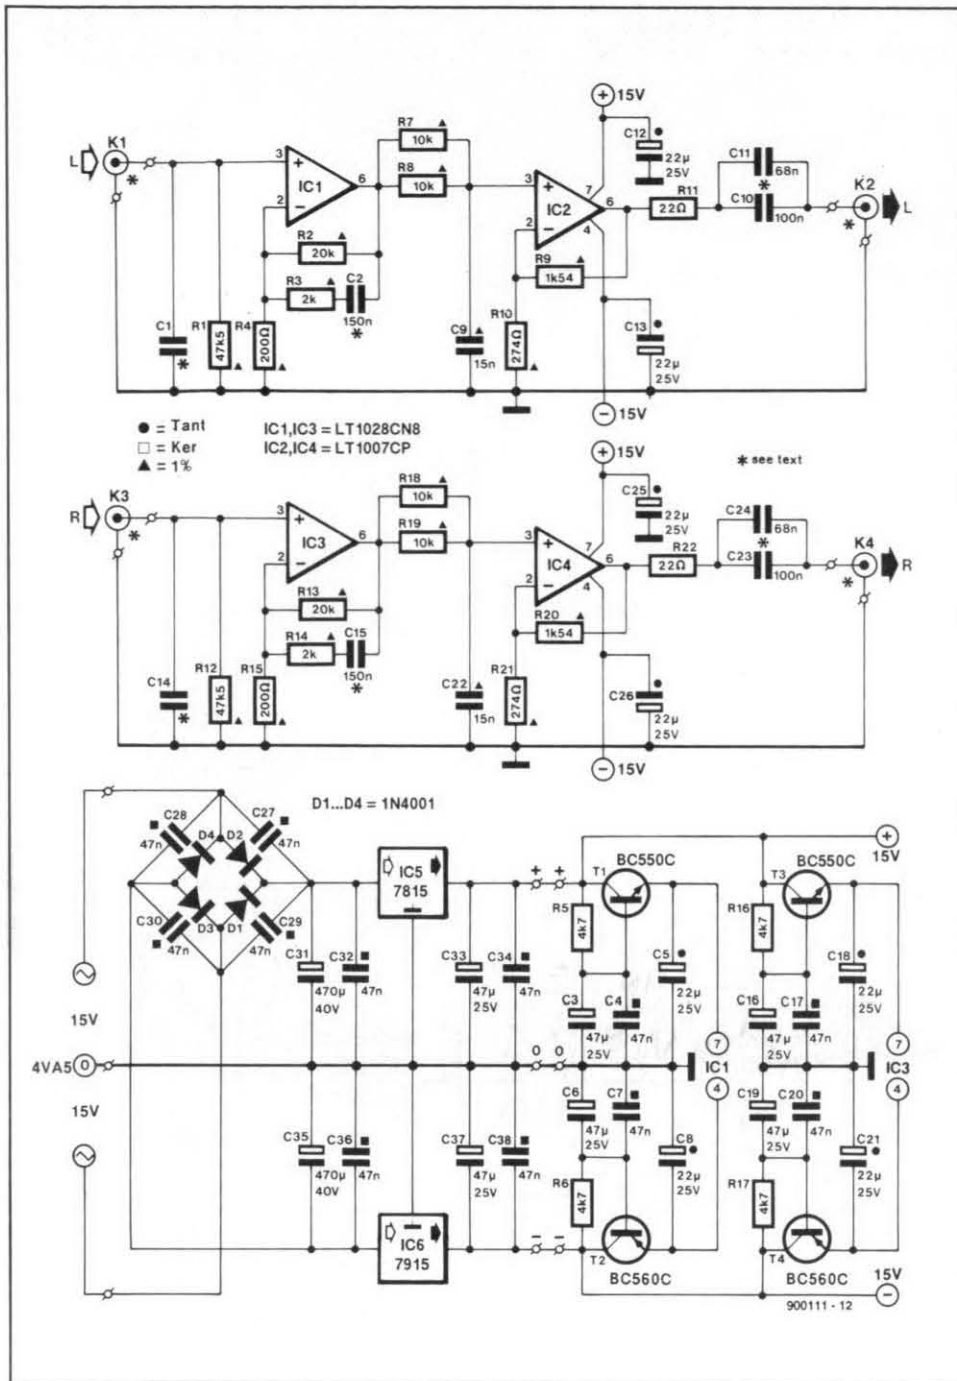 15V
L
K1
*
C1
*
R1
47k5
R4
200Ω
3
2
+
−
IC1
6
R2
20k
R3
2k
C2
150n
*
R7
10k
R8
10k
C9
15n
3
2
+
−
IC2
7
6
4
R9
1k54
R10
274Ω
C12
22µ
25V
C13
22µ
25V
15V
R11
22Ω
C11
68n
*
C10
100n
K2
*
L
● = Tant
□ = Ker
▲ = 1%
IC1,IC3 = LT1028CN8
IC2,IC4 = LT1007CP
* see text
15V
R
K3
*
C14
*
R12
47k5
R15
200Ω
3
2
+
−
IC3
6
R13
20k
R14
2k
C15
150n
*
R18
10k
R19
10k
C22
15n
3
2
+
−
IC4
7
6
4
R20
1k54
R21
274Ω
C25
22µ
25V
C26
22µ
25V
15V
R22
22Ω
C24
68n
*
C23
100n
K4
*
R
D1...D4 = 1N4001
C28
47n
C27
47n
D4
D2
D3
D1
C30
47n
C29
47n
15V
4VA5
0
15V
IC5
7815
C31
470µ
40V
C32
47n
C33
47µ
25V
C34
47n
C35
470µ
40V
C36
47n
C37
47µ
25V
C38
47n
IC6
7915
+ +
0 0
− −
T1
BC550C
R5
4k7
C3
47µ
25V
C4
47n
C5
22µ
25V
C6
47µ
25V
C7
47n
C8
22µ
25V
R6
4k7
T2
BC560C
7
IC1
4
T3
BC550C
R16
4k7
C16
47µ
25V
C17
47n
C18
22µ
25V
C19
47µ
25V
C20
47n
C21
22µ
25V
R17
4k7
T4
BC560C
7
IC3
4
+
15V
15V
−
900111 - 12